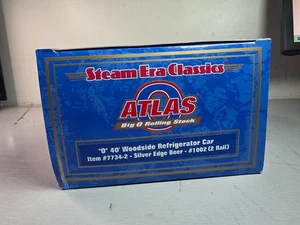 Steam Era Classics
ATLAS
Big O Rolling Stock
"O" 40' Woodside Refrigerator Car
Item #7734-2 - Silver Edge Beer - #1002 (2 Rail)